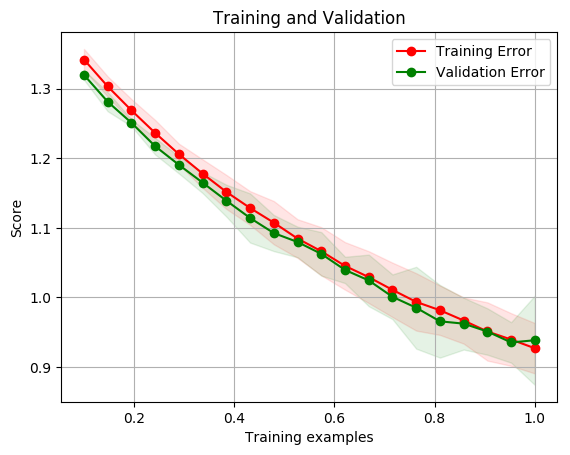 Training and Validation
Training Error
Validation Error
Score
1.3
1.2
1.1
1.0
0.9
0.2
0.4
0.6
0.8
1.0
Training examples